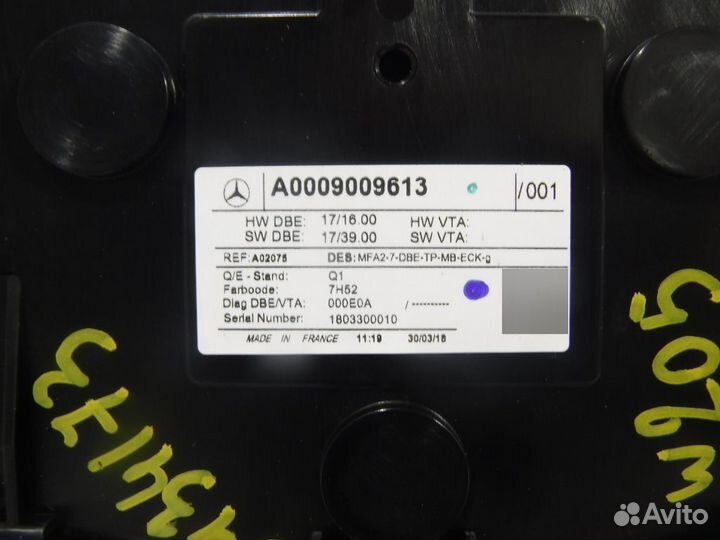 A0009009613 /001
HW DBE: 17/16.00 HW VTA:
SW DBE: 17/39.00 SW VTA:
REF: A02075 DES: MFA2-7-DBE-TP-MB-ECK-g
Q/E - Stand: Q1
Farbcode: 7H52
Diag DBE/VTA: 000E0A / ----------
Serial Number: 1803300010
MADE IN FRANCE 11:19 30/03/18
W205
Avito